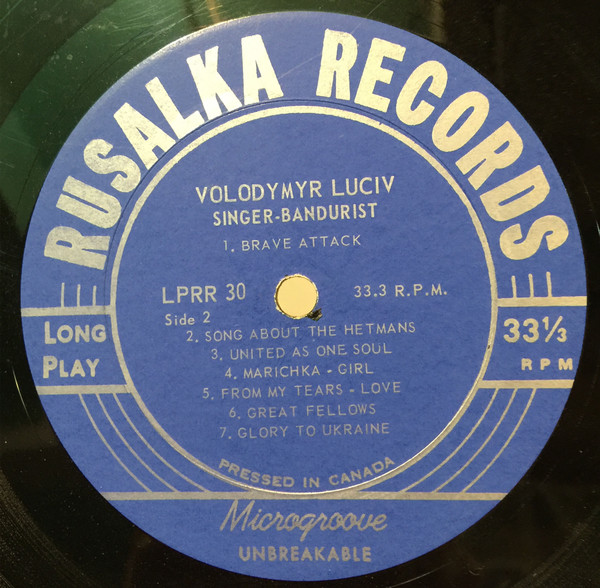 RUSALKA RECORDS
VOLODYMYR LUCIV
SINGER-BANDURIST
1. BRAVE ATTACK
LPRR 30 33.3 R.P.M.
Side 2
2. SONG ABOUT THE HETMANS
3. UNITED AS ONE SOUL
4. MARICHKA - GIRL
5. FROM MY TEARS - LOVE
6. GREAT FELLOWS
7. GLORY TO UKRAINE
LONG PLAY
33⅓ RPM
PRESSED IN CANADA
Microgroove
UNBREAKABLE